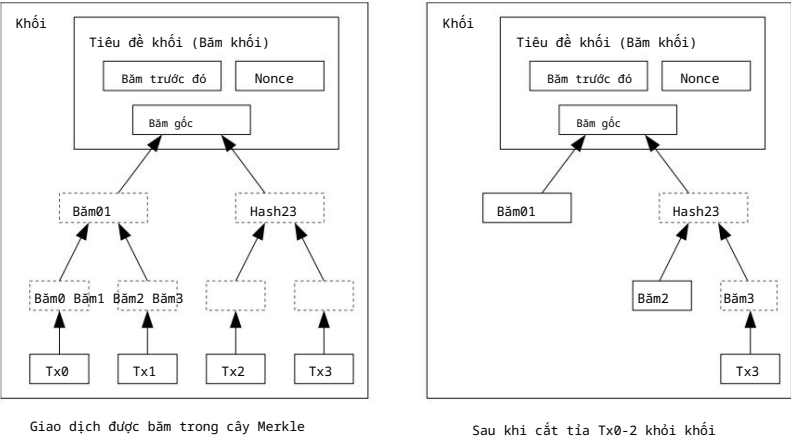 Khối
Tiêu đề khối (Băm khối)
Băm trước đó
Nonce
Băm gốc
Băm01
Hash23
Băm0 Băm1 Băm2 Băm3
Tx0
Tx1
Tx2
Tx3
Giao dịch được băm trong cây Merkle
Khối
Tiêu đề khối (Băm khối)
Băm trước đó
Nonce
Băm gốc
Băm01
Hash23
Băm2
Băm3
Tx3
Sau khi cắt tỉa Tx0-2 khỏi khối